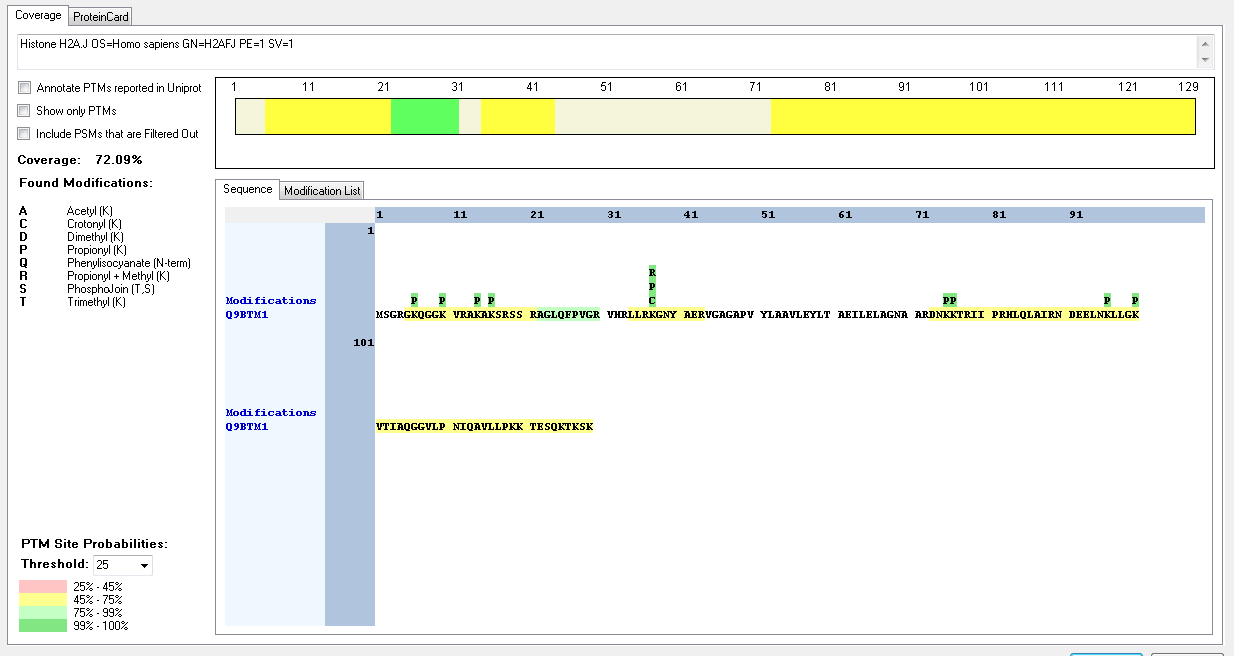 Coverage ProteinCard
Histone H2A.J OS=Homo sapiens GN=H2AFJ PE=1 SV=1
Annotate PTMs reported in Uniprot
Show only PTMs
Include PSMs that are Filtered Out
Coverage: 72.09%
Found Modifications:
A Acetyl (K)
C Crotonyl (K)
D Dimethyl (K)
P Propionyl (K)
Q Phenylisocyanate (N-term)
R Propionyl + Methyl (K)
S PhosphoJoin (T,S)
T Trimethyl (K)
PTM Site Probabilities:
Threshold: 25
25% - 45%
45% - 75%
75% - 99%
99% - 100%
1 11 21 31 41 51 61 71 81 91 101 111 121 129
Sequence Modification List
1 11 21 31 41 51 61 71 81 91
1
R
P
Modifications P P P P C PP P P
Q9BTM1 MSGRGKQGGK VRAKAKSRSS RAGLQFPVGR VHRLLRKGNY AERVGAGAPV YLAAVLEYLT AEILELAGNA ARDNKKTRII PRHLQLAIRN DEELNKLLGK
101
Modifications
Q9BTM1 VTIAQGGVLP NIQAVLLPKK TESQKTKSK